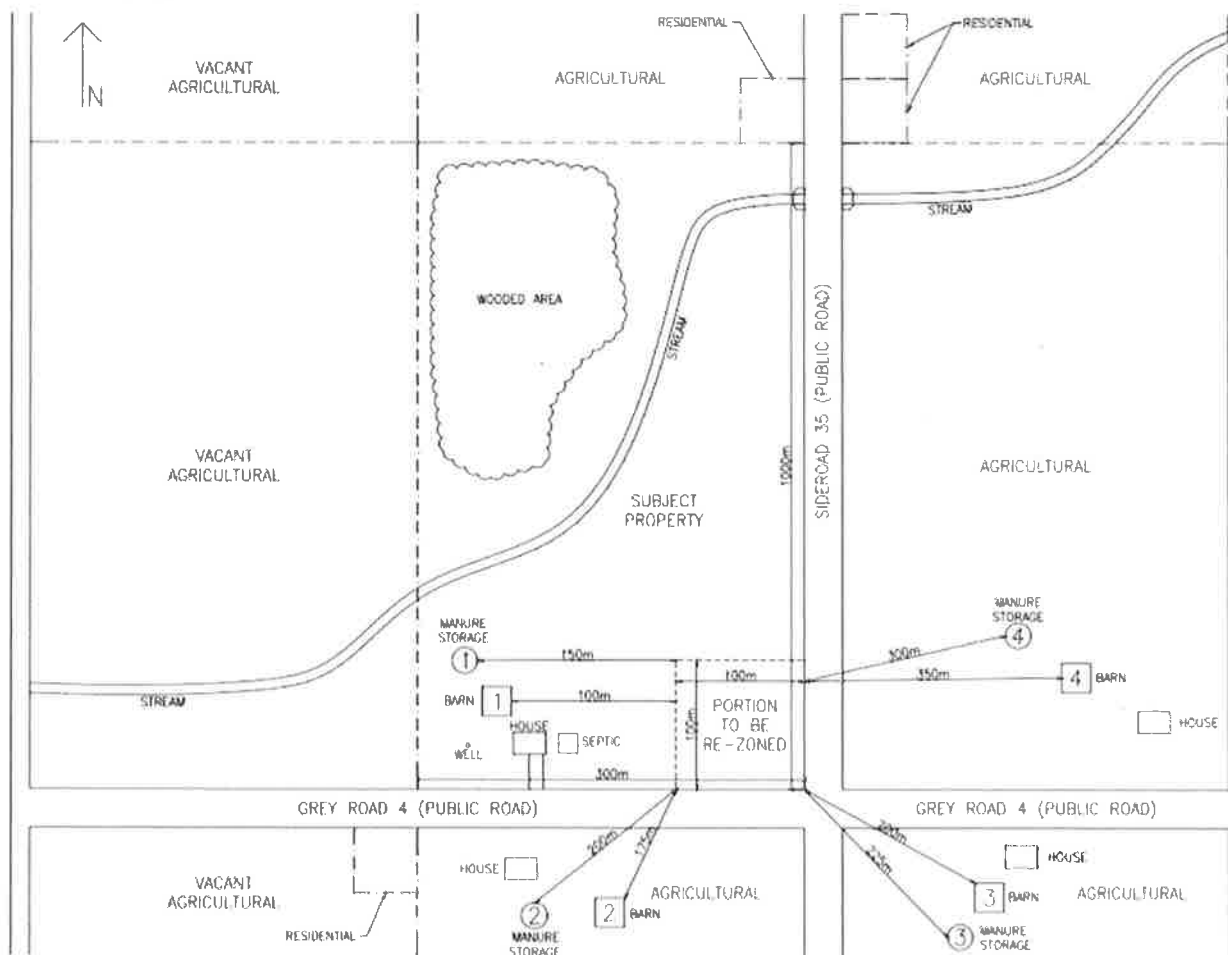 RESIDENTIAL
RESIDENTIAL
N
VACANT
AGRICULTURAL
AGRICULTURAL
AGRICULTURAL
STREAM
WOODED AREA
STREAM
SIDEROAD 35 (PUBLIC ROAD)
1000m
VACANT
AGRICULTURAL
AGRICULTURAL
SUBJECT
PROPERTY
MANURE
STORAGE
1
150m
MANURE
STORAGE
4
300m
100m
350m
4
BARN
STREAM
BARN
1
100m
100m
PORTION
TO BE
RE-ZONED
HOUSE
WELL
SEPTIC
HOUSE
300m
GREY ROAD 4 (PUBLIC ROAD)
GREY ROAD 4 (PUBLIC ROAD)
200m
175m
200m
225m
HOUSE
HOUSE
VACANT
AGRICULTURAL
2
2
BARN
AGRICULTURAL
3
BARN
AGRICULTURAL
RESIDENTIAL
MANURE
STORAGE
3
MANURE
STORAGE